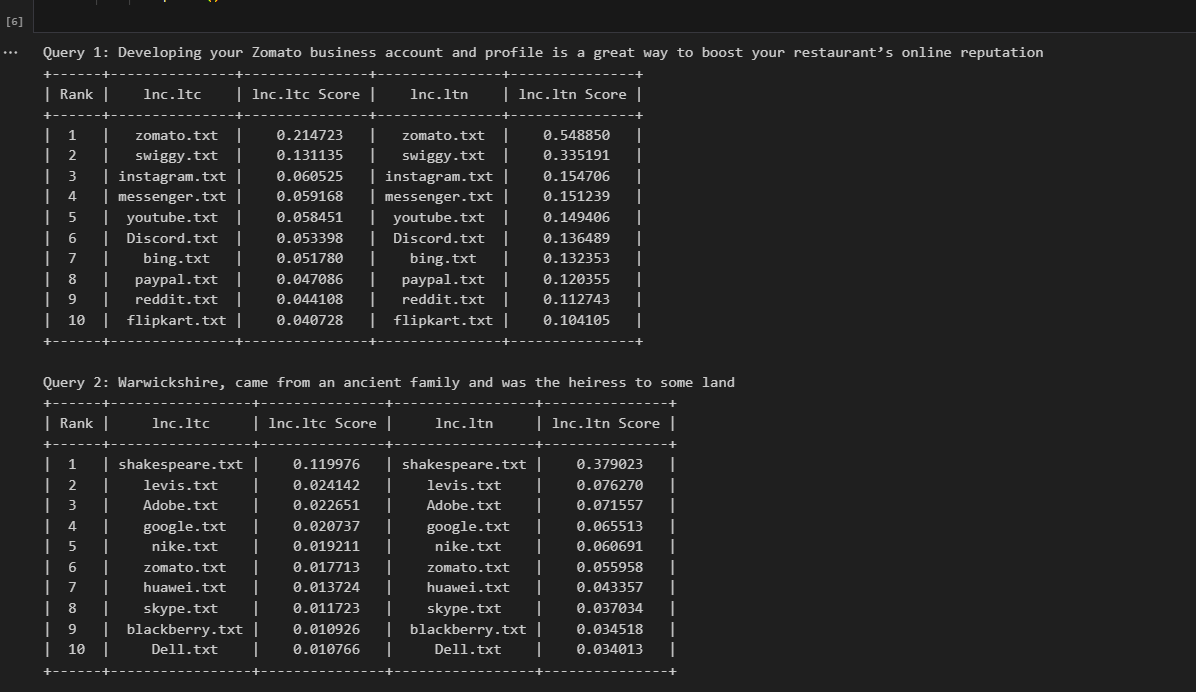 [6]
... Query 1: Developing your Zomato business account and profile is a great way to boost your restaurant’s online reputation
+------+---------------+---------------+---------------+---------------+
| Rank |    lnc.ltc    | lnc.ltc Score |    lnc.ltn    | lnc.ltn Score |
+------+---------------+---------------+---------------+---------------+
|  1   |   zomato.txt  |    0.214723   |   zomato.txt  |    0.548850   |
|  2   |   swiggy.txt  |    0.131135   |   swiggy.txt  |    0.335191   |
|  3   | instagram.txt |    0.060525   | instagram.txt |    0.154706   |
|  4   | messenger.txt |    0.059168   | messenger.txt |    0.151239   |
|  5   |  youtube.txt  |    0.058451   |  youtube.txt  |    0.149406   |
|  6   |  Discord.txt  |    0.053398   |  Discord.txt  |    0.136489   |
|  7   |    bing.txt   |    0.051780   |    bing.txt   |    0.132353   |
|  8   |   paypal.txt  |    0.047086   |   paypal.txt  |    0.120355   |
|  9   |   reddit.txt  |    0.044108   |   reddit.txt  |    0.112743   |
|  10  |  flipkart.txt |    0.040728   |  flipkart.txt |    0.104105   |
+------+---------------+---------------+---------------+---------------+
Query 2: Warwickshire, came from an ancient family and was the heiress to some land
+------+-----------------+---------------+-----------------+---------------+
| Rank |     lnc.ltc     | lnc.ltc Score |     lnc.ltn     | lnc.ltn Score |
+------+-----------------+---------------+-----------------+---------------+
|  1   | shakespeare.txt |    0.119976   | shakespeare.txt |    0.379023   |
|  2   |    levis.txt    |    0.024142   |    levis.txt    |    0.076270   |
|  3   |    Adobe.txt    |    0.022651   |    Adobe.txt    |    0.071557   |
|  4   |    google.txt   |    0.020737   |    google.txt   |    0.065513   |
|  5   |     nike.txt    |    0.019211   |     nike.txt    |    0.060691   |
|  6   |    zomato.txt   |    0.017713   |    zomato.txt   |    0.055958   |
|  7   |    huawei.txt   |    0.013724   |    huawei.txt   |    0.043357   |
|  8   |    skype.txt    |    0.011723   |    skype.txt    |    0.037034   |
|  9   |  blackberry.txt |    0.010926   |  blackberry.txt |    0.034518   |
|  10  |     Dell.txt    |    0.010766   |     Dell.txt    |    0.034013   |
+------+-----------------+---------------+-----------------+---------------+